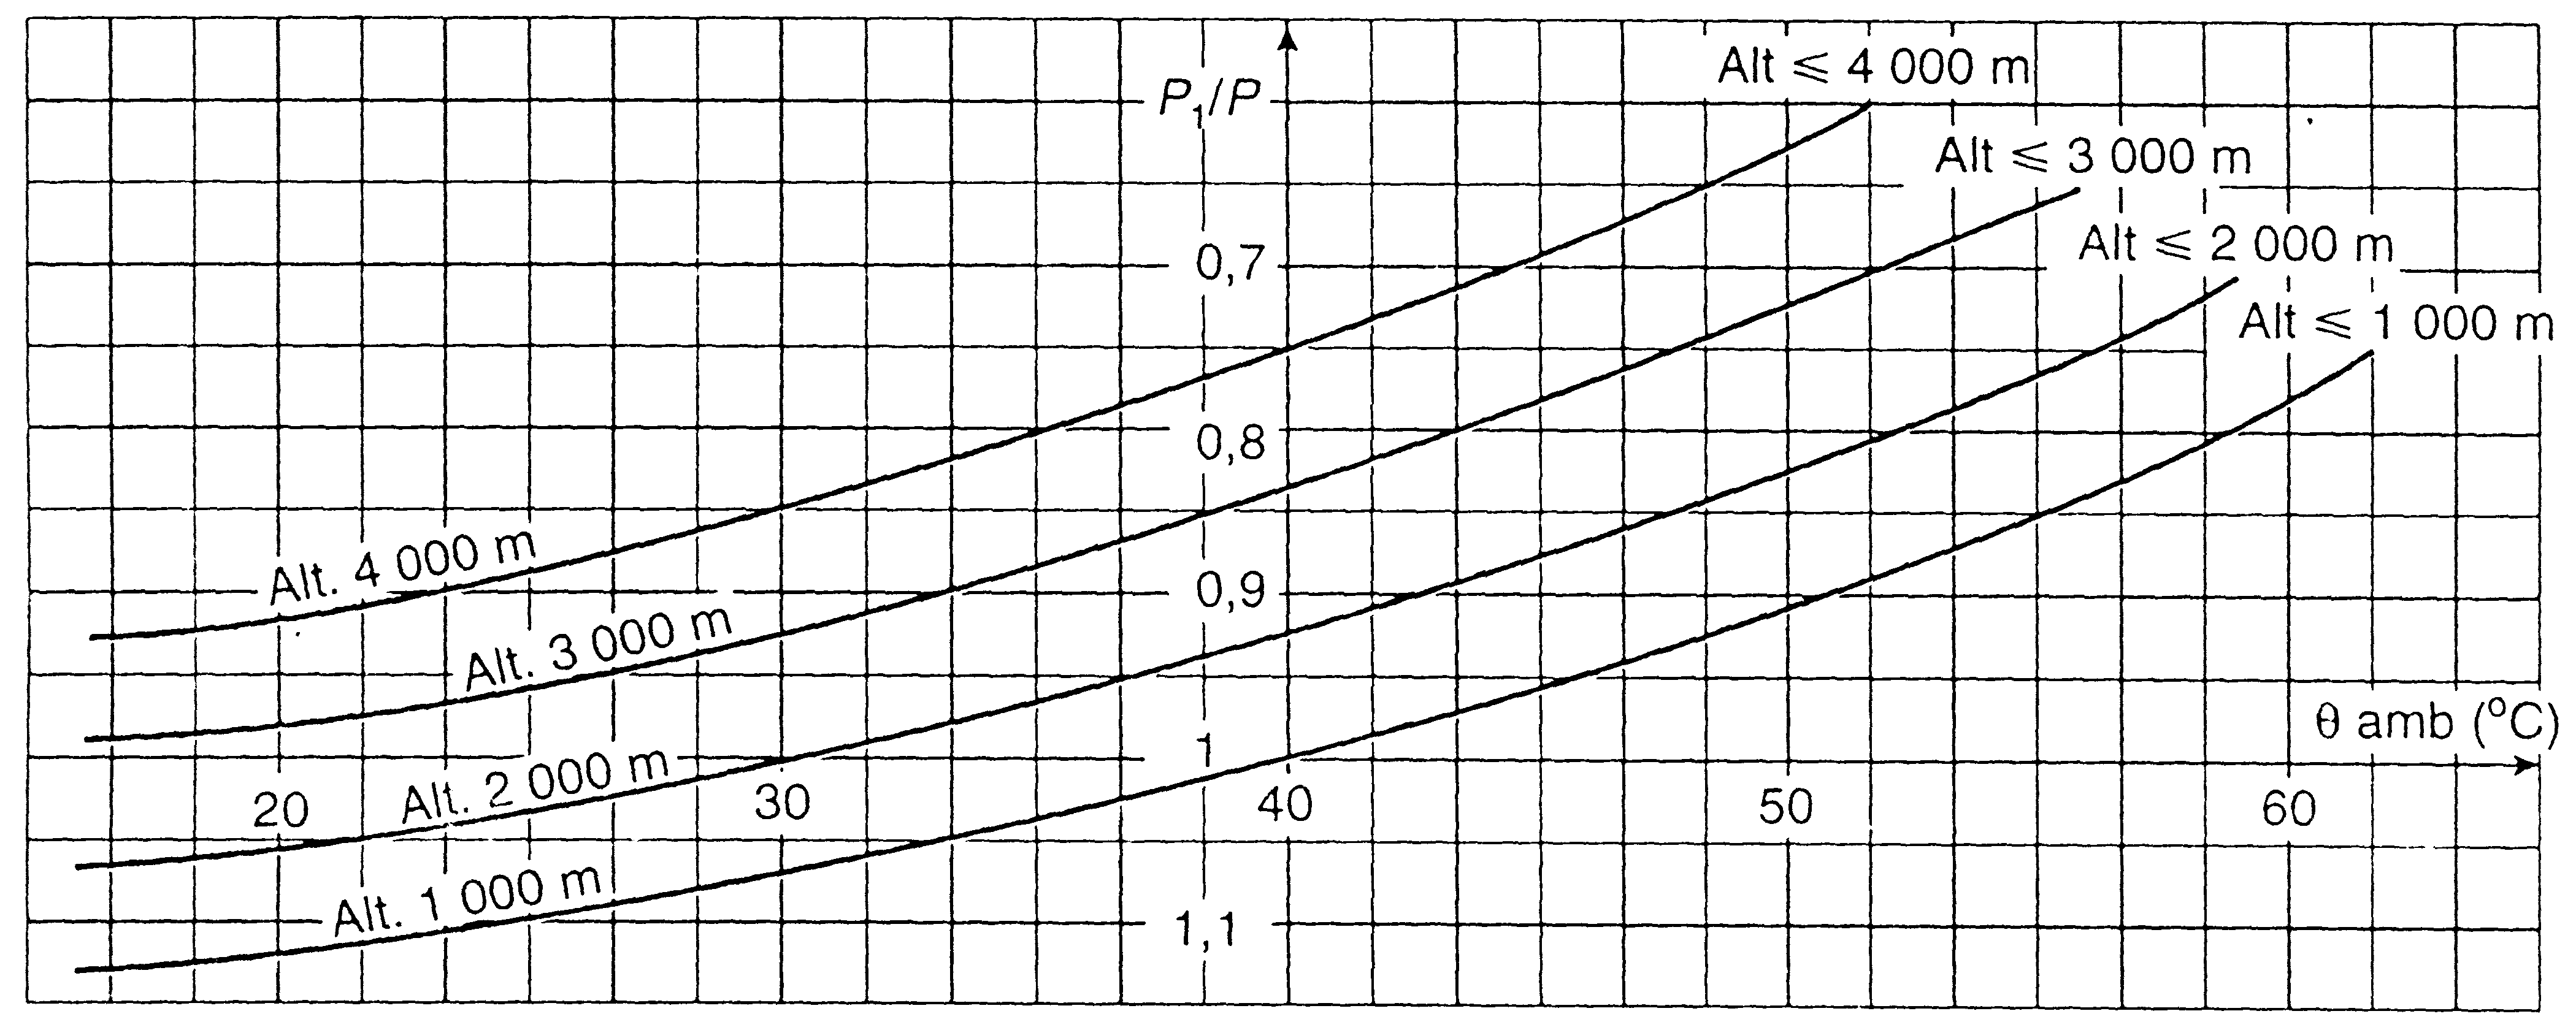 Alt ⩽ 4 000 m
P₁/P
Alt ⩽ 3 000 m
Alt ⩽ 2 000 m
0,7
Alt ⩽ 1 000 m
0,8
Alt. 4 000 m
0,9
Alt. 3 000 m
θ amb (°C)
1
Alt. 2 000 m
20
30
40
50
60
Alt. 1 000 m
1,1